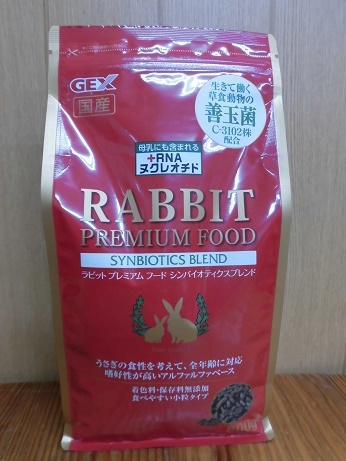 GEX
国産
生きて働く
草食動物の
善玉菌
C-3102株
配合
母乳にも含まれる
+RNA
ヌクレオチド
RABBIT
PREMIUM FOOD
SYNBIOTICS BLEND
ラビット プレミアム フード シンバイオティクスブレンド
うさぎの食性を考えて、全年齢に対応
嗜好性が高いアルファルファベース
着色料・保存料無添加
食べやすい小粒タイプ